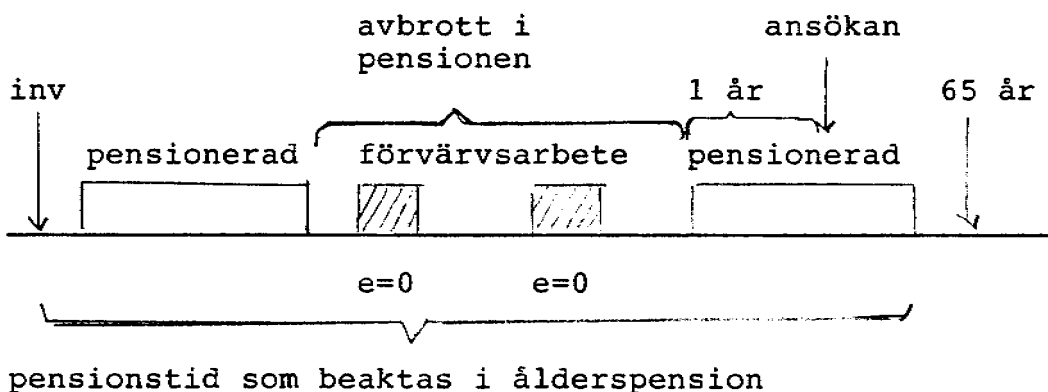 avbrott i
pensionen
ansökan
inv
1 år
65 år
pensionerad
förvärvsarbete
pensionerad
e=0
e=0
pensionstid som beaktas i ålderspension